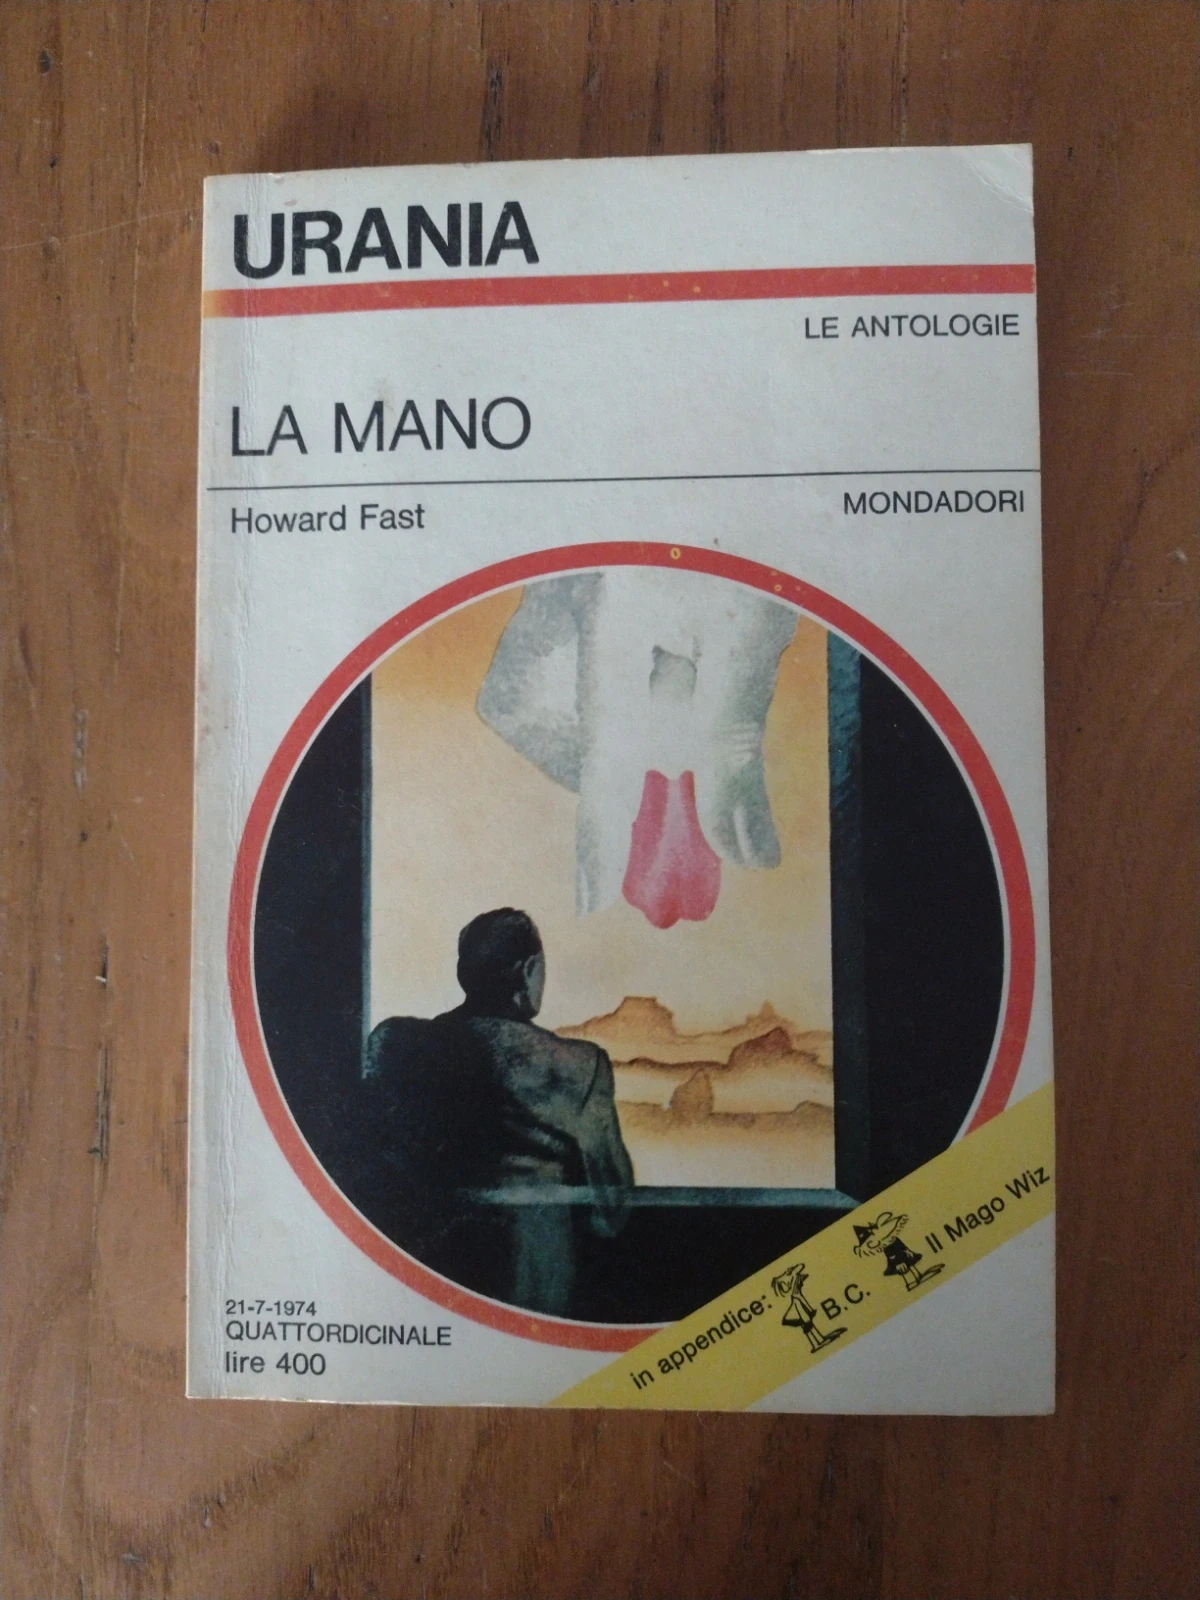 URANIA
LE ANTOLOGIE
LA MANO
Howard Fast
MONDADORI
21-7-1974
QUATTORDICINALE
lire 400
in appendice: B.C. Il Mago Wiz